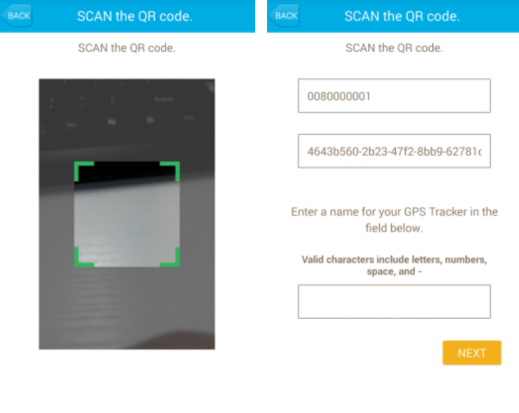 BACK
SCAN the QR code.
SCAN the QR code.
BACK
SCAN the QR code.
SCAN the QR code.
0080000001
4643b560-2b23-47f2-8bb9-62781c
Enter a name for your GPS Tracker in the
field below.
Valid characters include letters, numbers,
space, and -
NEXT